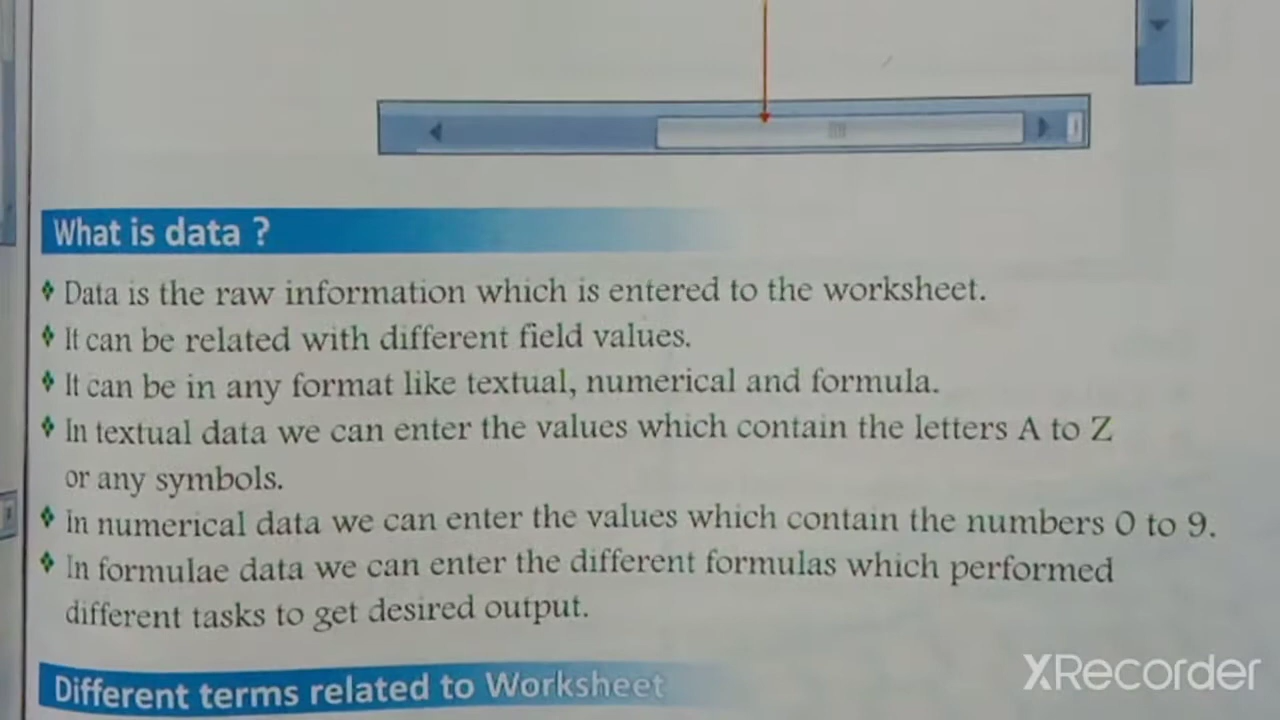 What is data ?
Data is the raw information which is entered to the worksheet.
It can be related with different field values.
It can be in any format like textual, numerical and formula.
In textual data we can enter the values which contain the letters A to Z
or any symbols.
In numerical data we can enter the values which contain the numbers 0 to 9.
In formulae data we can enter the different formulas which performed
different tasks to get desired output.
Different terms related to Worksheet
XRecorder